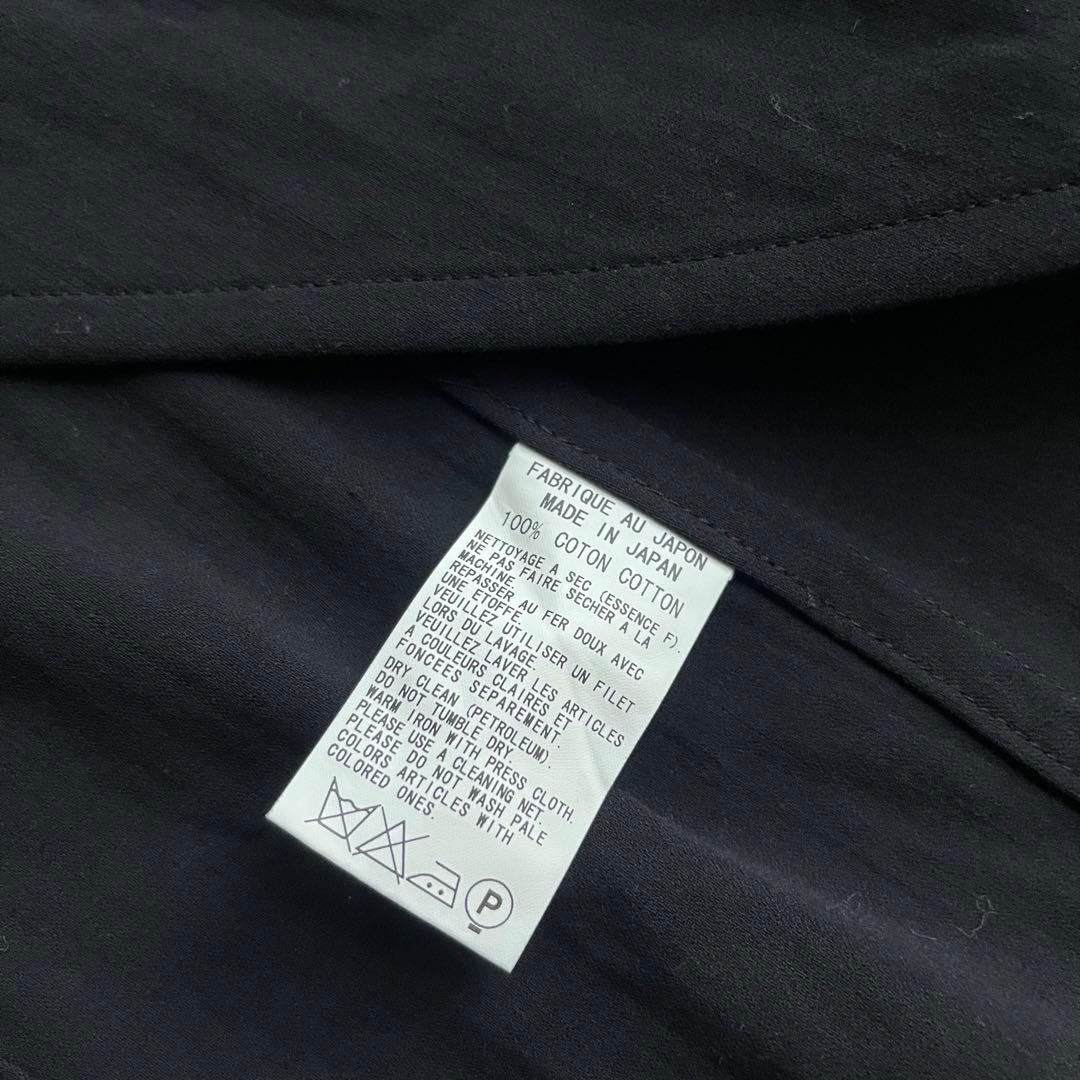 FABRIQUE AU JAPON
MADE IN JAPAN
100% COTON COTTON
NETTOYAGE A SEC (ESSENCE F).
NE PAS FAIRE SECHER A LA
MACHINE.
REPASSER AU FER DOUX AVEC
UNE ETOFFE.
VEUILLEZ UTILISER UN FILET
LORS DU LAVAGE.
VEUILLEZ LAVER LES ARTICLES
A COULEURS CLAIRES ET
FONCEES SEPAREMENT.
DRY CLEAN (PETROLEUM).
DO NOT TUMBLE DRY.
WARM IRON WITH PRESS CLOTH.
PLEASE USE A CLEANING NET.
PLEASE DO NOT WASH PALE
COLORS ARTICLES WITH
COLORED ONES.
P